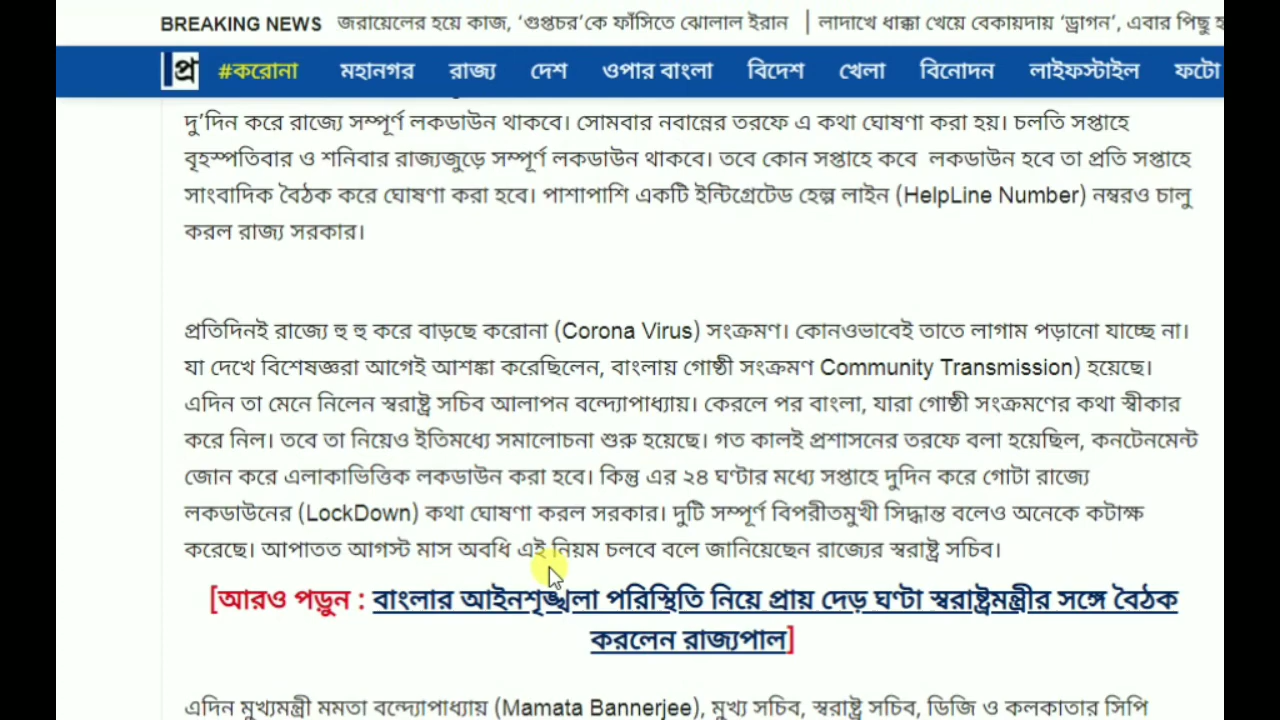 BREAKING NEWS জরায়েলের হয়ে কাজ, ‘গুপ্তচর’কে ফাঁসিতে ঝোলাল ইরান | লাদাখে ধাক্কা খেয়ে বেকায়দায় ‘ড্রাগন’, এবার পিছু হ
প্র #করোনা মহানগর রাজ্য দেশ ওপার বাংলা বিদেশ খেলা বিনোদন লাইফস্টাইল ফটো
দু’দিন করে রাজ্যে সম্পূর্ণ লকডাউন থাকবে। সোমবার নবান্নের তরফে এ কথা ঘোষণা করা হয়। চলতি সপ্তাহে
বৃহস্পতিবার ও শনিবার রাজ্যজুড়ে সম্পূর্ণ লকডাউন থাকবে। তবে কোন সপ্তাহে কবে লকডাউন হবে তা প্রতি সপ্তাহে
সাংবাদিক বৈঠক করে ঘোষণা করা হবে। পাশাপাশি একটি ইন্টিগ্রেটেড হেল্প লাইন (HelpLine Number) নম্বরও চালু
করল রাজ্য সরকার।
প্রতিদিনই রাজ্যে হু হু করে বাড়ছে করোনা (Corona Virus) সংক্রমণ। কোনওভাবেই তাতে লাগাম পড়ানো যাচ্ছে না।
যা দেখে বিশেষজ্ঞরা আগেই আশঙ্কা করেছিলেন, বাংলায় গোষ্ঠী সংক্রমণ Community Transmission) হয়েছে।
এদিন তা মেনে নিলেন স্বরাষ্ট্র সচিব আলাপন বন্দ্যোপাধ্যায়। কেরলে পর বাংলা, যারা গোষ্ঠী সংক্রমণের কথা স্বীকার
করে নিল। তবে তা নিয়েও ইতিমধ্যে সমালোচনা শুরু হয়েছে। গত কালই প্রশাসনের তরফে বলা হয়েছিল, কনটেনমেন্ট
জোন করে এলাকাভিত্তিক লকডাউন করা হবে। কিন্তু এর ২৪ ঘণ্টার মধ্যে সপ্তাহে দুদিন করে গোটা রাজ্যে
লকডাউনের (LockDown) কথা ঘোষণা করল সরকার। দুটি সম্পূর্ণ বিপরীতমুখী সিদ্ধান্ত বলেও অনেকে কটাক্ষ
করেছে। আপাতত আগস্ট মাস অবধি এই নিয়ম চলবে বলে জানিয়েছেন রাজ্যের স্বরাষ্ট্র সচিব।
[আরও পড়ুন : বাংলার আইনশৃঙ্খলা পরিস্থিতি নিয়ে প্রায় দেড় ঘণ্টা স্বরাষ্ট্রমন্ত্রীর সঙ্গে বৈঠক
করলেন রাজ্যপাল]
এদিন মুখ্যমন্ত্রী মমতা বন্দ্যোপাধ্যায় (Mamata Bannerjee), মুখ্য সচিব, স্বরাষ্ট্র সচিব, ডিজি ও কলকাতার সিপি